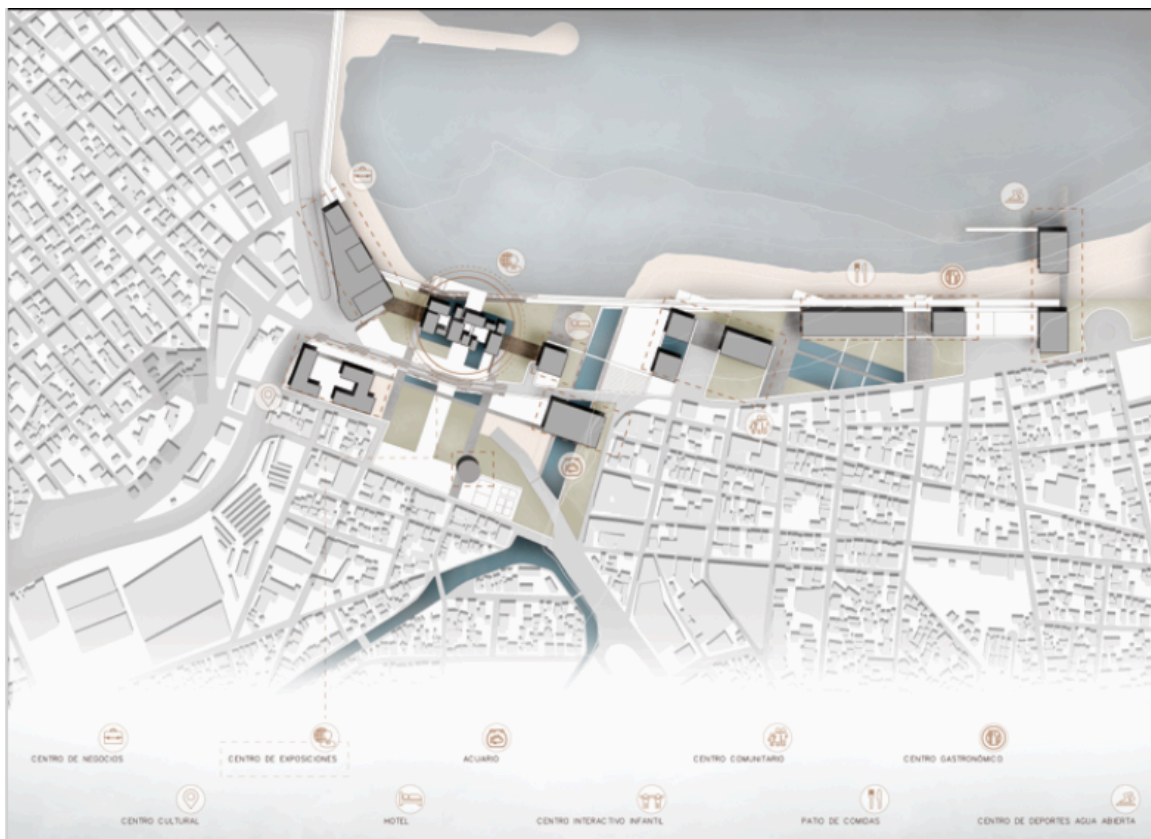 CENTRO DE NEGOCIOS
CENTRO DE EXPOSICIONES
ACUARIO
CENTRO COMUNITARIO
CENTRO GASTRONÓMICO
CENTRO CULTURAL
HOTEL
CENTRO INTERACTIVO INFANTIL
PATIO DE COMIDAS
CENTRO DE DEPORTES AGUA ABIERTA